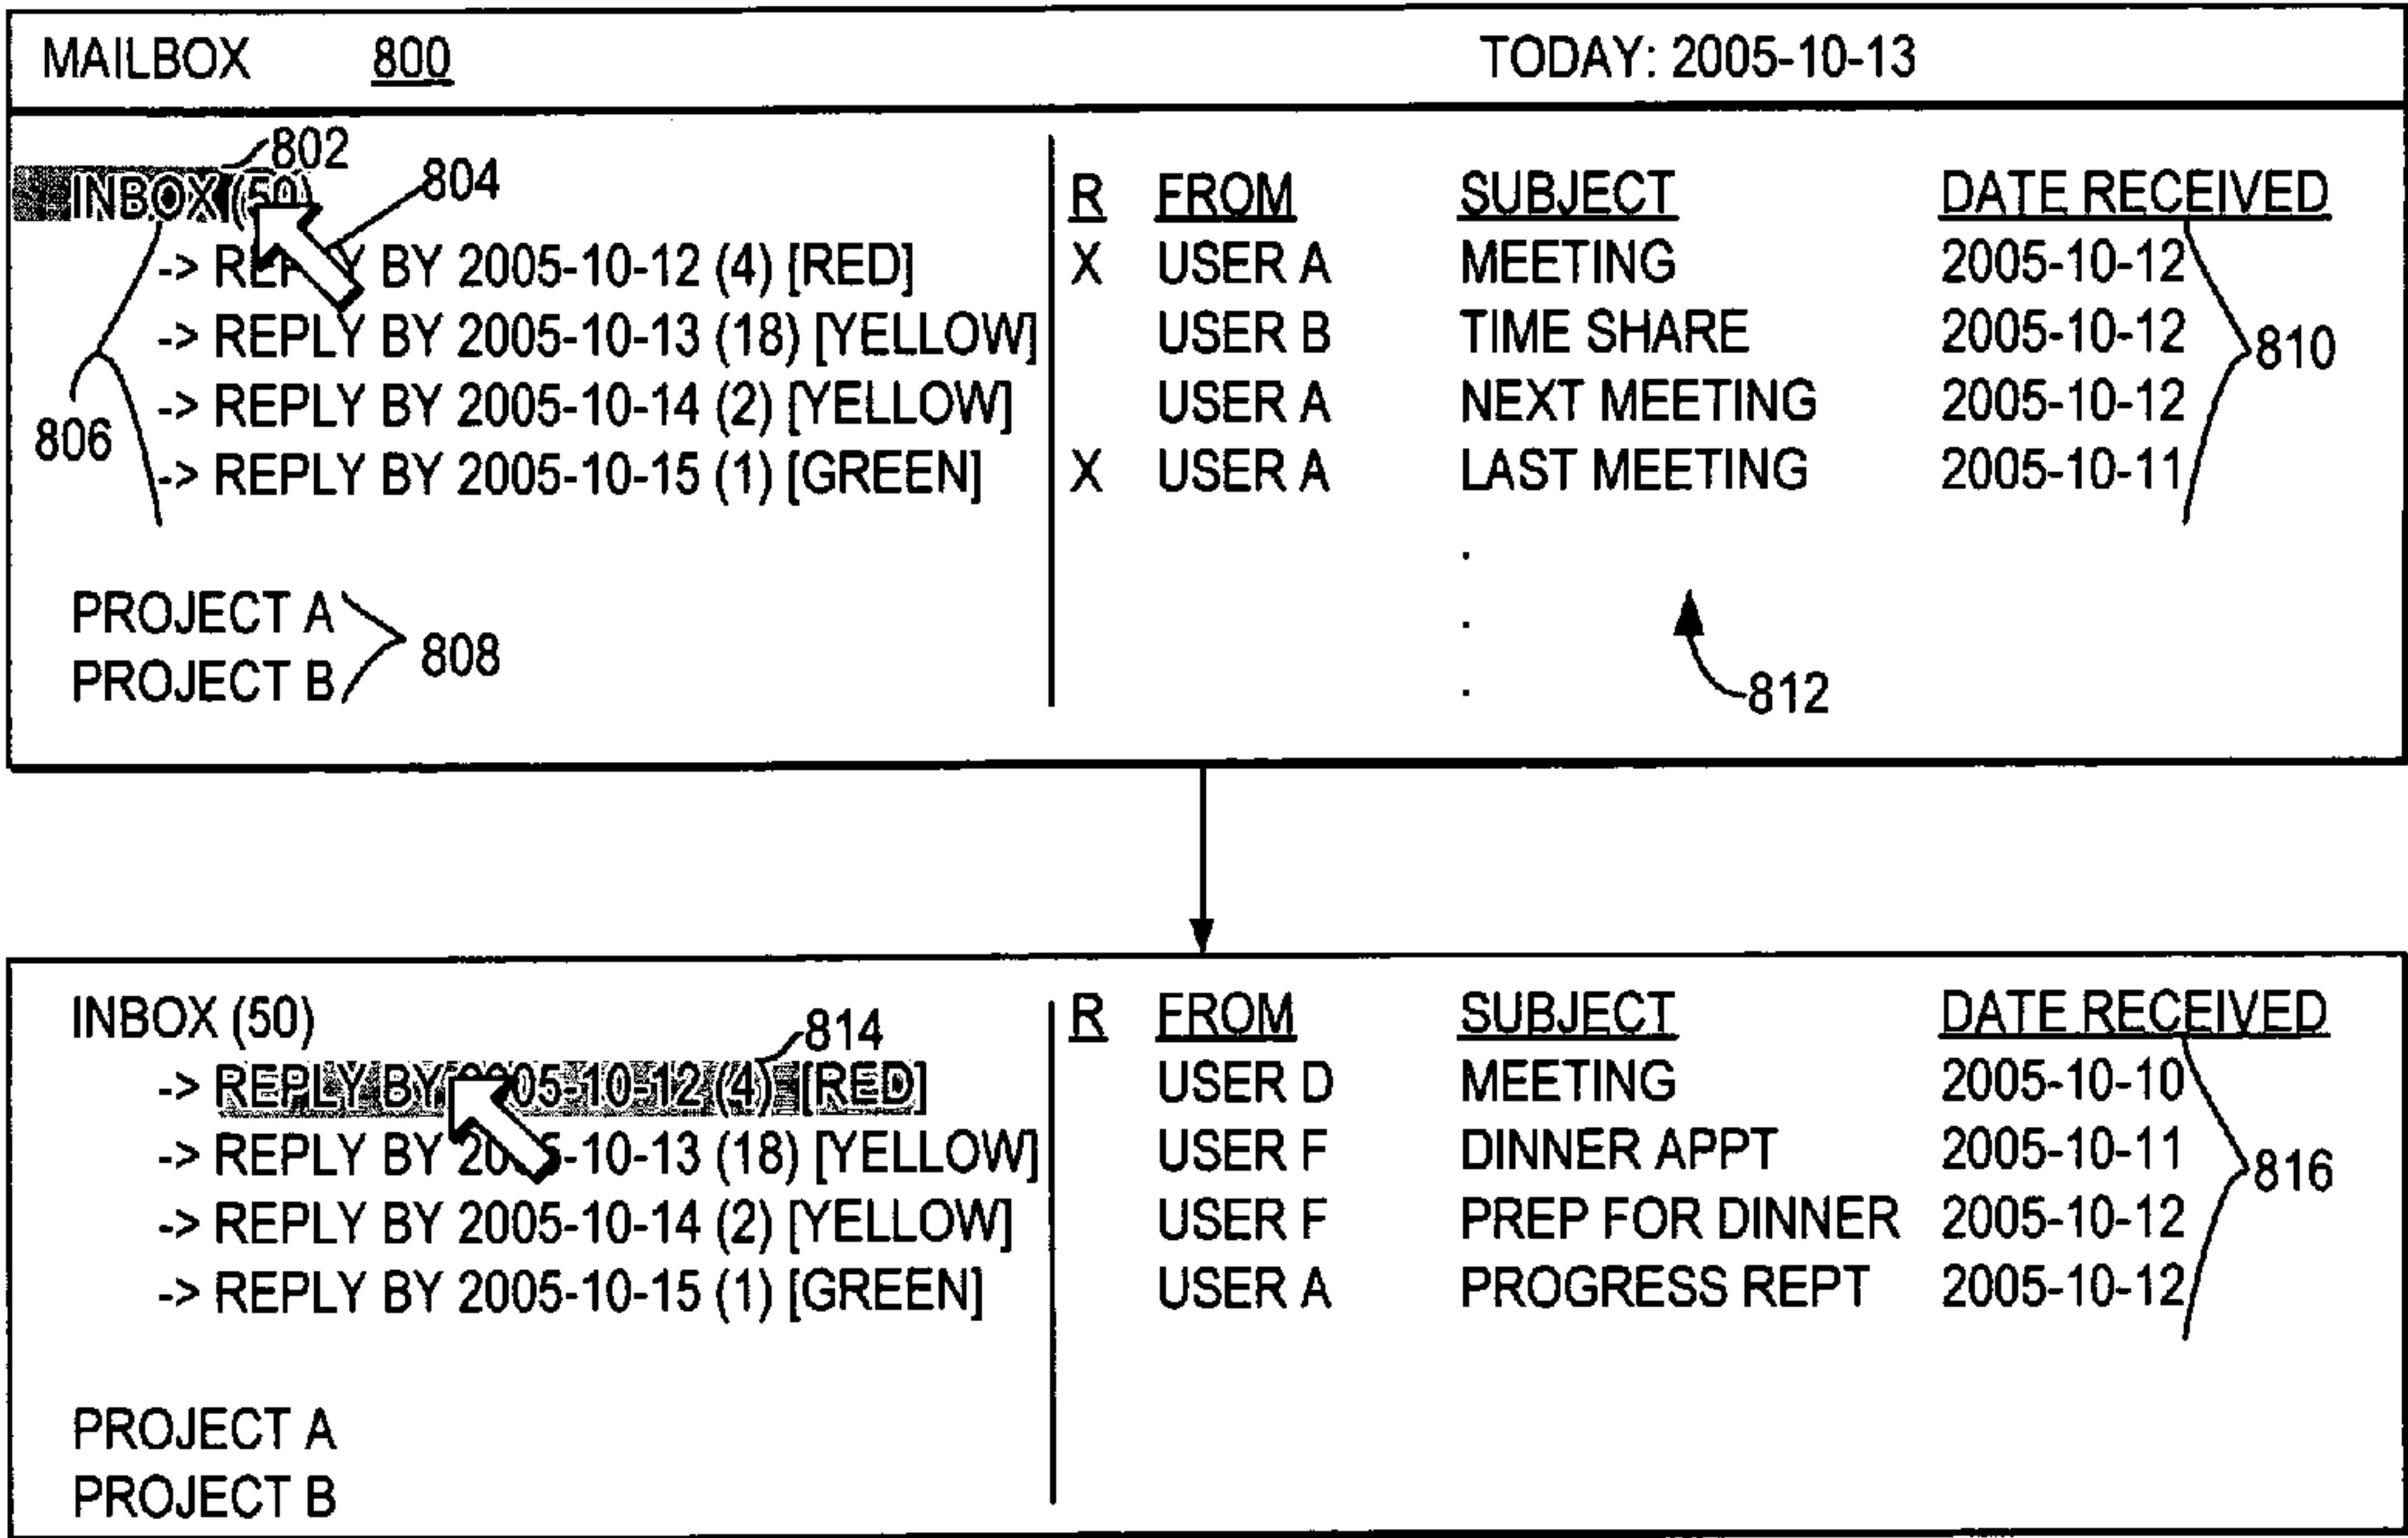 MAILBOX 800 TODAY: 2005-10-13
802
INBOX (50) 804 R FROM SUBJECT DATE RECEIVED
-> REPLY BY 2005-10-12 (4) [RED] X USER A MEETING 2005-10-12
-> REPLY BY 2005-10-13 (18) [YELLOW] USER B TIME SHARE 2005-10-12
810
-> REPLY BY 2005-10-14 (2) [YELLOW] USER A NEXT MEETING 2005-10-12
806
-> REPLY BY 2005-10-15 (1) [GREEN] X USER A LAST MEETING 2005-10-11
.
PROJECT A .
808
PROJECT B . 812
INBOX (50) R FROM SUBJECT DATE RECEIVED
814
-> REPLY BY 2005-10-12 (4) [RED] USER D MEETING 2005-10-10
-> REPLY BY 2005-10-13 (18) [YELLOW] USER F DINNER APPT 2005-10-11
816
-> REPLY BY 2005-10-14 (2) [YELLOW] USER F PREP FOR DINNER 2005-10-12
-> REPLY BY 2005-10-15 (1) [GREEN] USER A PROGRESS REPT 2005-10-12
PROJECT A
PROJECT B